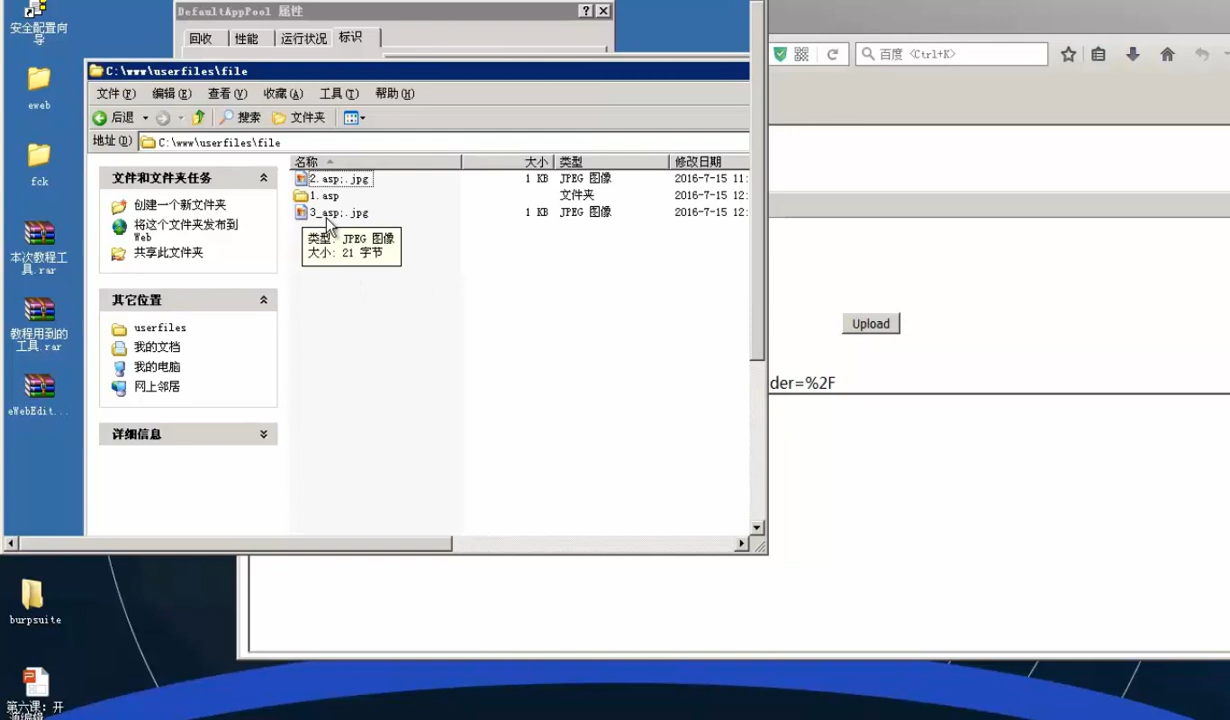 安全配置向
导
eweb
fck
本次教程工
具.rar
教程用到的
工具.rar
eWebEdit...
burpsuite
第六课：开
DefaultAppPool 属性
回收
性能
运行状况
标识
C:\www\userfiles\file
文件(F)
编辑(E)
查看(V)
收藏(A)
工具(T)
帮助(H)
后退
搜索
文件夹
地址(D)
C:\www\userfiles\file
文件和文件夹任务
创建一个新文件夹
将这个文件夹发布到
Web
共享此文件夹
其它位置
userfiles
我的文档
我的电脑
网上邻居
详细信息
名称
大小
类型
修改日期
2.asp;.jpg
1 KB
JPEG 图像
2016-7-15 11:
1.asp
文件夹
2016-7-15 12:
3_asp;.jpg
1 KB
JPEG 图像
2016-7-15 12:
类型: JPEG 图像
大小: 21 字节
百度 <Ctrl+K>
Upload
der=%2F